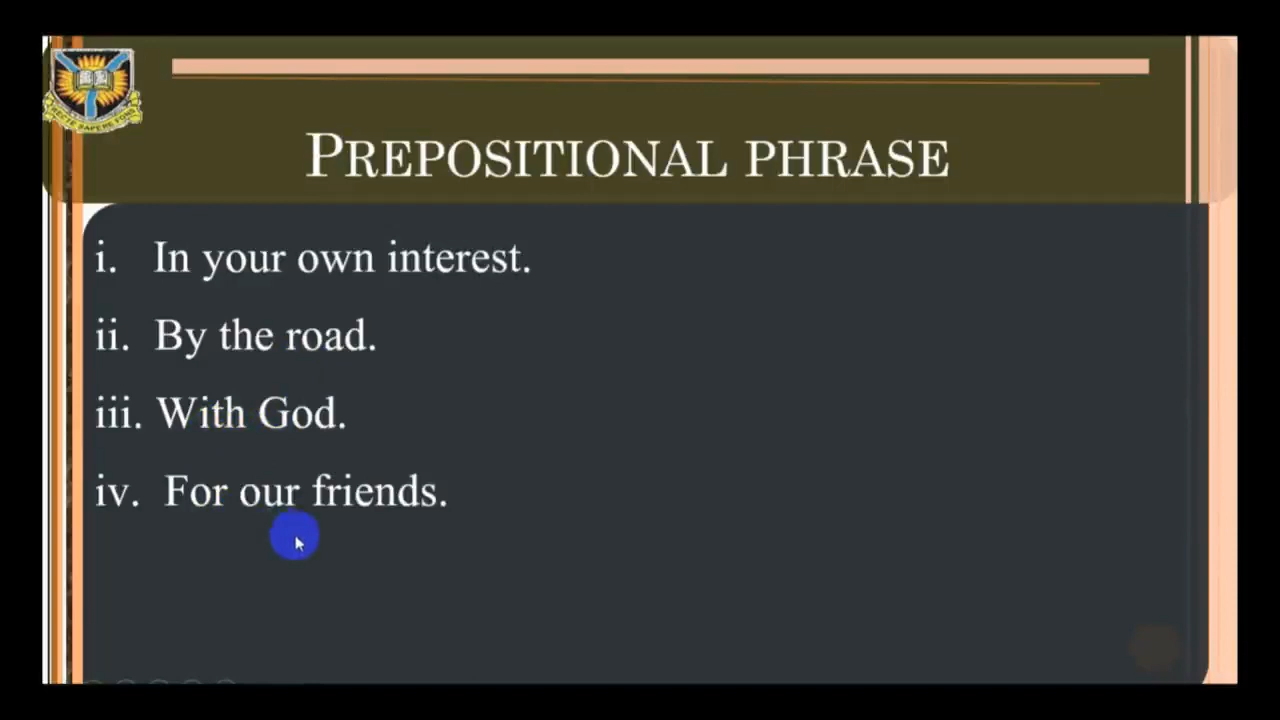 PREPOSITIONAL PHRASE
i. In your own interest.
ii. By the road.
iii. With God.
iv. For our friends.